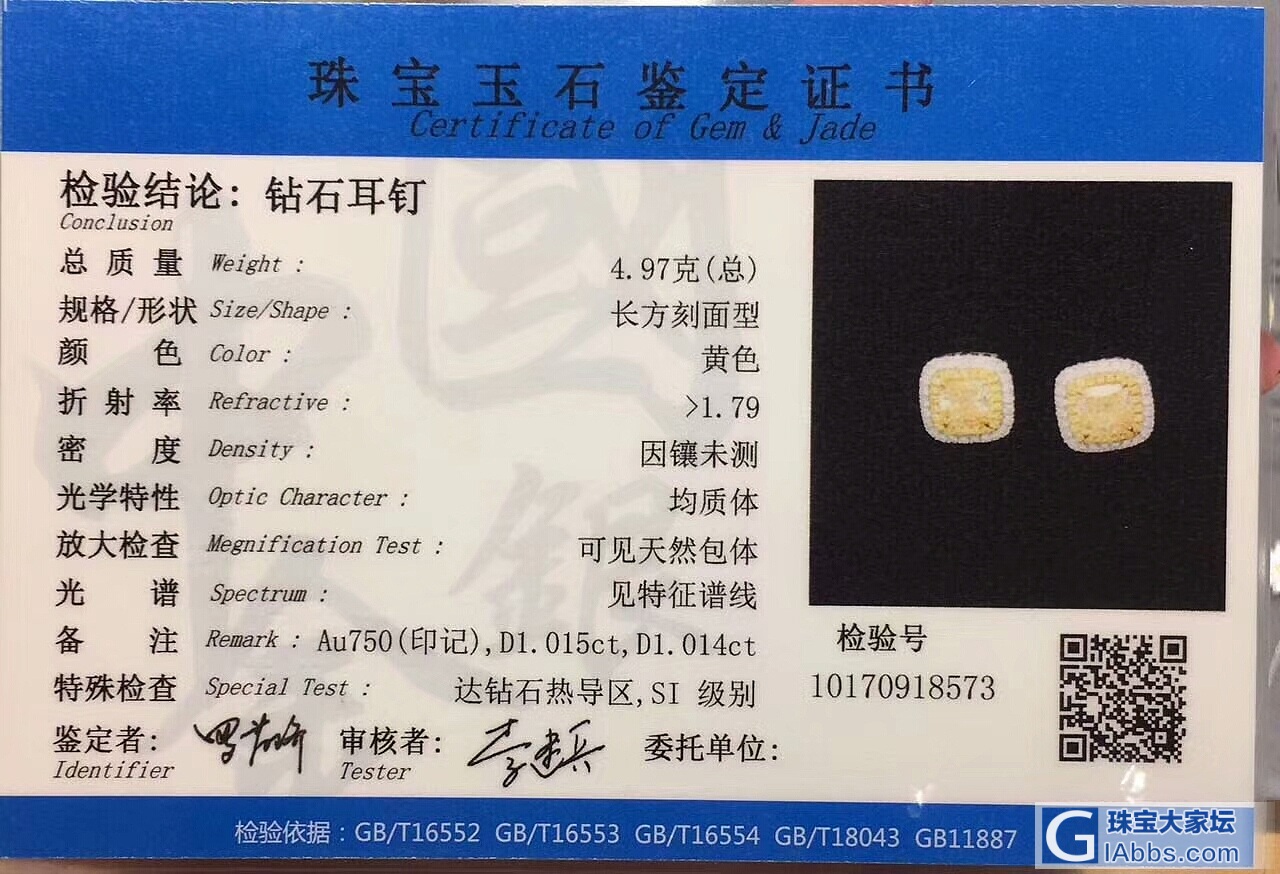 珠宝玉石鉴定证书
Certificate of Gem & Jade
检验结论：钻石耳钉
Conclusion
总质量 Weight : 4.97克(总)
规格/形状 Size/Shape : 长方刻面型
颜色 Color : 黄色
折射率 Refractive : >1.79
密度 Density : 因镶未测
光学特性 Optic Character : 均质体
放大检查 Megnification Test : 可见天然包体
光谱 Spectrum : 见特征谱线
备注 Remark : Au750(印记),D1.015ct,D1.014ct
特殊检查 Special Test : 达钻石热导区,SI 级别
检验号
10170918573
鉴定者: 审核者: 委托单位:
Identifier Tester
检验依据：GB/T16552 GB/T16553 GB/T16554 GB/T18043 GB11887
珠宝大家坛
GIAbbs.com